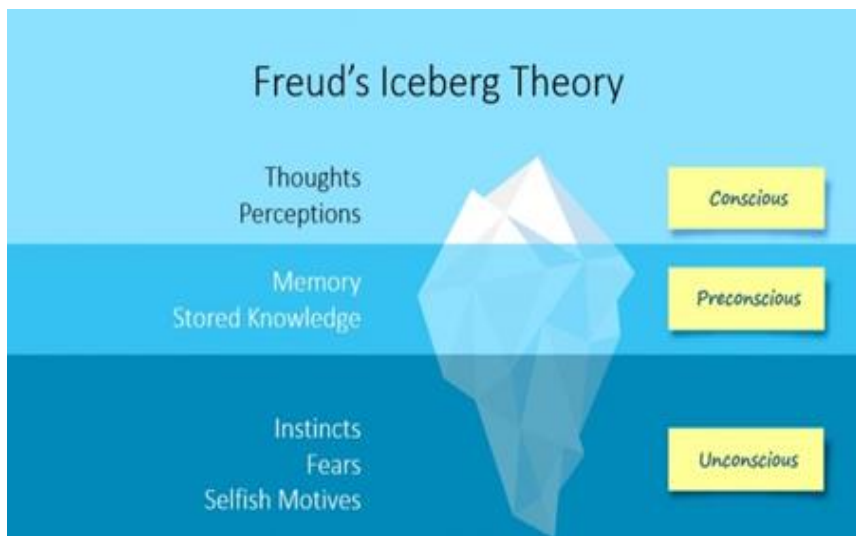 Freud's Iceberg Theory
Thoughts
Perceptions
Conscious
Memory
Stored Knowledge
Preconscious
Instincts
Fears
Selfish Motives
Unconscious